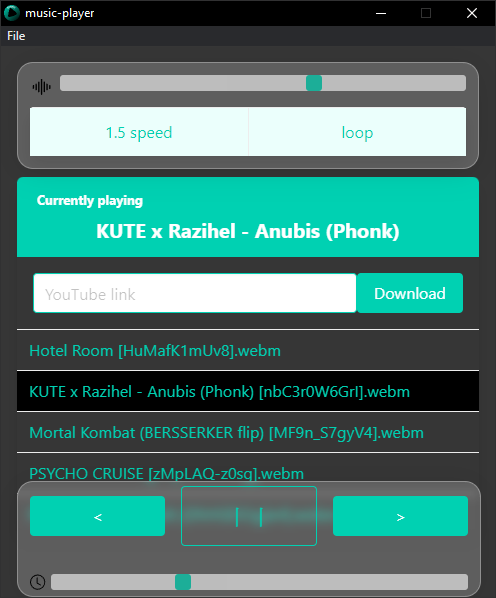 music-player
File
1.5 speed
loop
Currently playing
KUTE x Razihel - Anubis (Phonk)
YouTube link
Download
Hotel Room [HuMafK1mUv8].webm
KUTE x Razihel - Anubis (Phonk) [nbC3r0W6GrI].webm
Mortal Kombat (BERSSERKER flip) [MF9n_S7gyV4].webm
PSYCHO CRUISE [zMpLAQ-z0sg].webm
<
| |
>